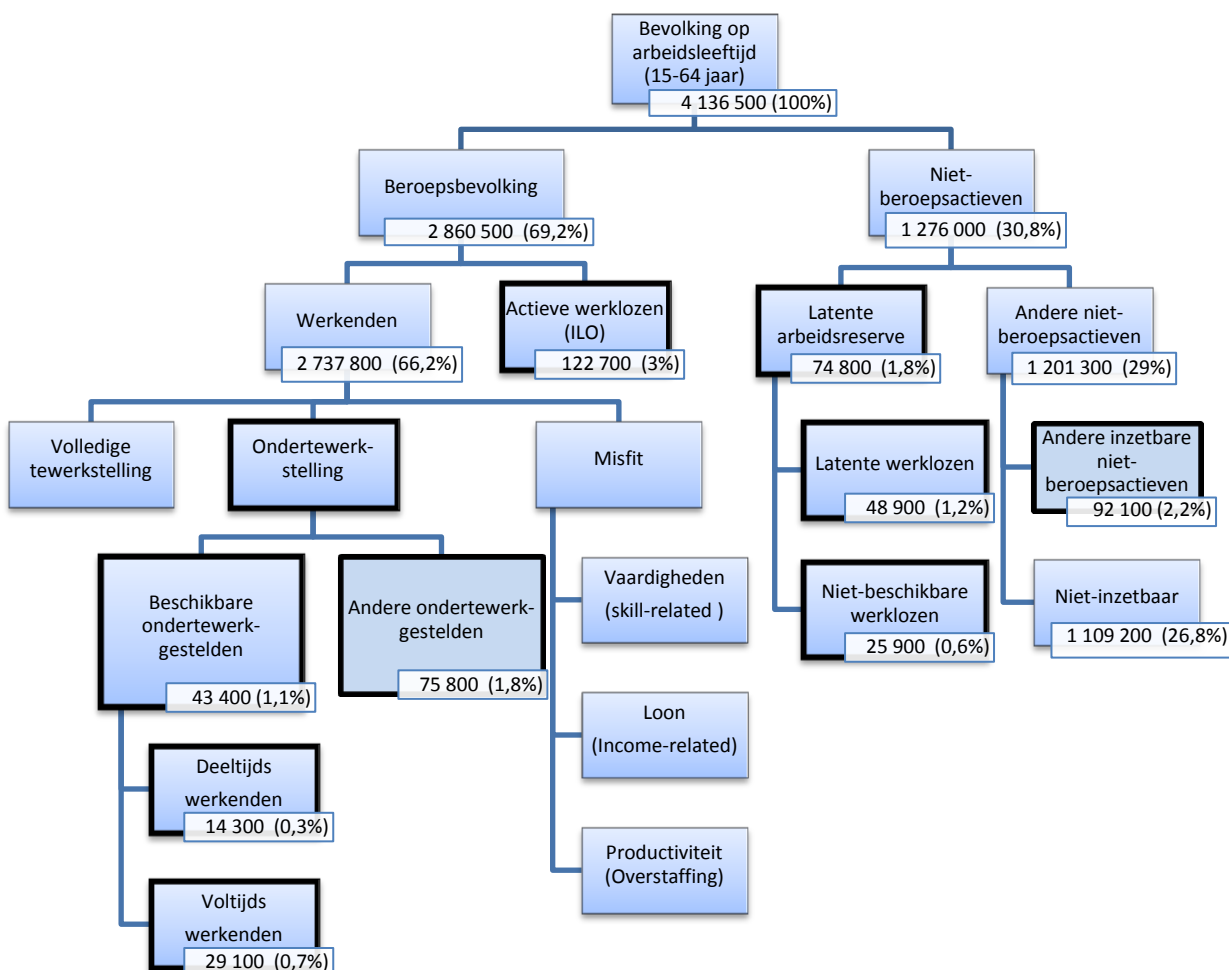 Bevolking op
arbeidsleeftijd
(15-64 jaar)
4 136 500 (100%)
Beroepsbevolking
2 860 500 (69,2%)
Niet-
beroepsactieven
1 276 000 (30,8%)
Werkenden
2 737 800 (66,2%)
Actieve werklozen
(ILO)
122 700 (3%)
Latente
arbeidsreserve
74 800 (1,8%)
Andere niet-
beroepsactieven
1 201 300 (29%)
Volledige
tewerkstelling
Ondertewerk-
stelling
Misfit
Latente werklozen
48 900 (1,2%)
Andere inzetbare
niet-
beroepsactieven
92 100 (2,2%)
Beschikbare
ondertewerk-
gestelden
43 400 (1,1%)
Andere ondertewerk-
gestelden
75 800 (1,8%)
Vaardigheden
(skill-related )
Niet-beschikbare
werklozen
25 900 (0,6%)
Niet-inzetbaar
1 109 200 (26,8%)
Loon
(Income-related)
Deeltijds
werkenden
14 300 (0,3%)
Productiviteit
(Overstaffing)
Voltijds
werkenden
29 100 (0,7%)